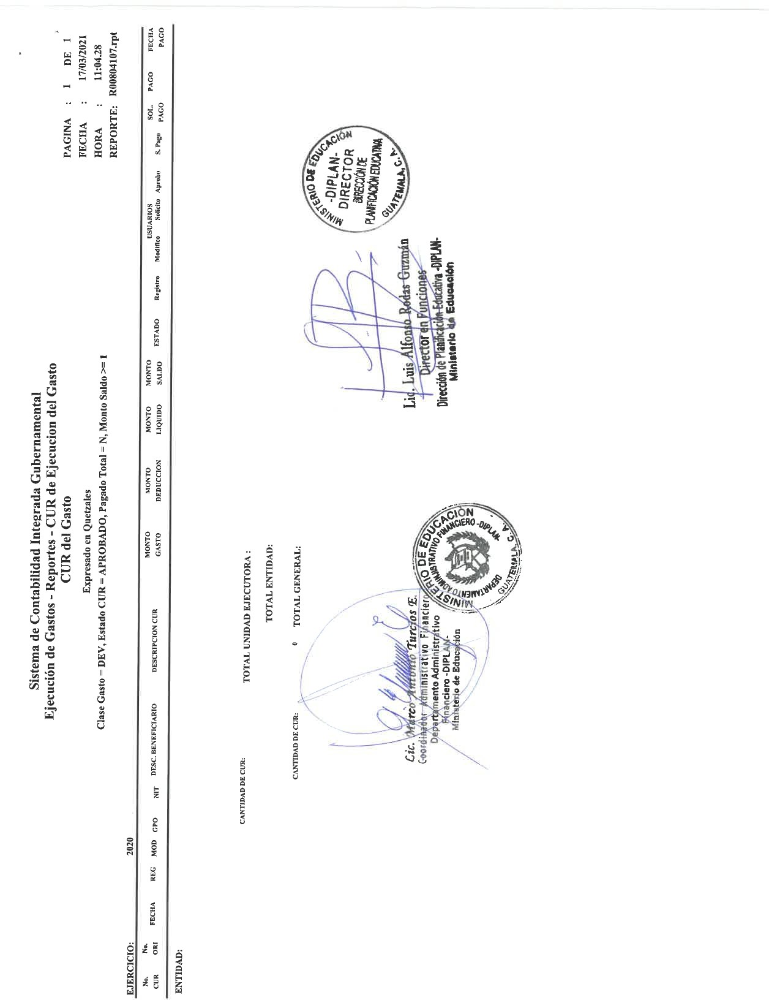 Sistema de Contabilidad Integrada Gubernamental
Ejecución de Gastos - Reportes - CUR de Ejecucion del Gasto
CUR del Gasto
Expresado en Quetzales
Clase Gasto = DEV, Estado CUR = APROBADO, Pagado Total = N, Monto Saldo >= 1
PAGINA : 1 DE 1
FECHA : 17/03/2021
HORA : 11:04.28
REPORTE: R00804107.rpt
EJERCICIO: 2020
No. CUR
No. ORI
FECHA
REG
MOD
GPO
NIT
DESC. BENEFICIARIO
DESCRIPCION CUR
MONTO GASTO
MONTO DEDUCCION
MONTO LIQUIDO
MONTO SALDO
ESTADO
USUARIOS
Registro Modifico Solicito Aprobo S. Pago
SOL. PAGO
PAGO
FECHA PAGO
ENTIDAD:
CANTIDAD DE CUR: TOTAL UNIDAD EJECUTORA :
TOTAL ENTIDAD:
CANTIDAD DE CUR: 0 TOTAL GENERAL:
Lic. Marco Antonio Turcios E.
Coordinador Administrativo Financiero
Departamento Administrativo
Financiero -DIPLAN-
Ministerio de Educación
MINISTERIO DE EDUCACIÓN
DEPARTAMENTO ADMINISTRATIVO FINANCIERO -DIPLAN-
GUATEMALA, C. A.
Lic. Luis Alfonso Rodas Guzmán
Director en Funciones
Dirección de Planificación Educativa -DIPLAN-
Ministerio de Educación
MINISTERIO DE EDUCACIÓN
-DIPLAN-
DIRECTOR
DIRECCIÓN DE
PLANIFICACIÓN EDUCATIVA
GUATEMALA, C. A.